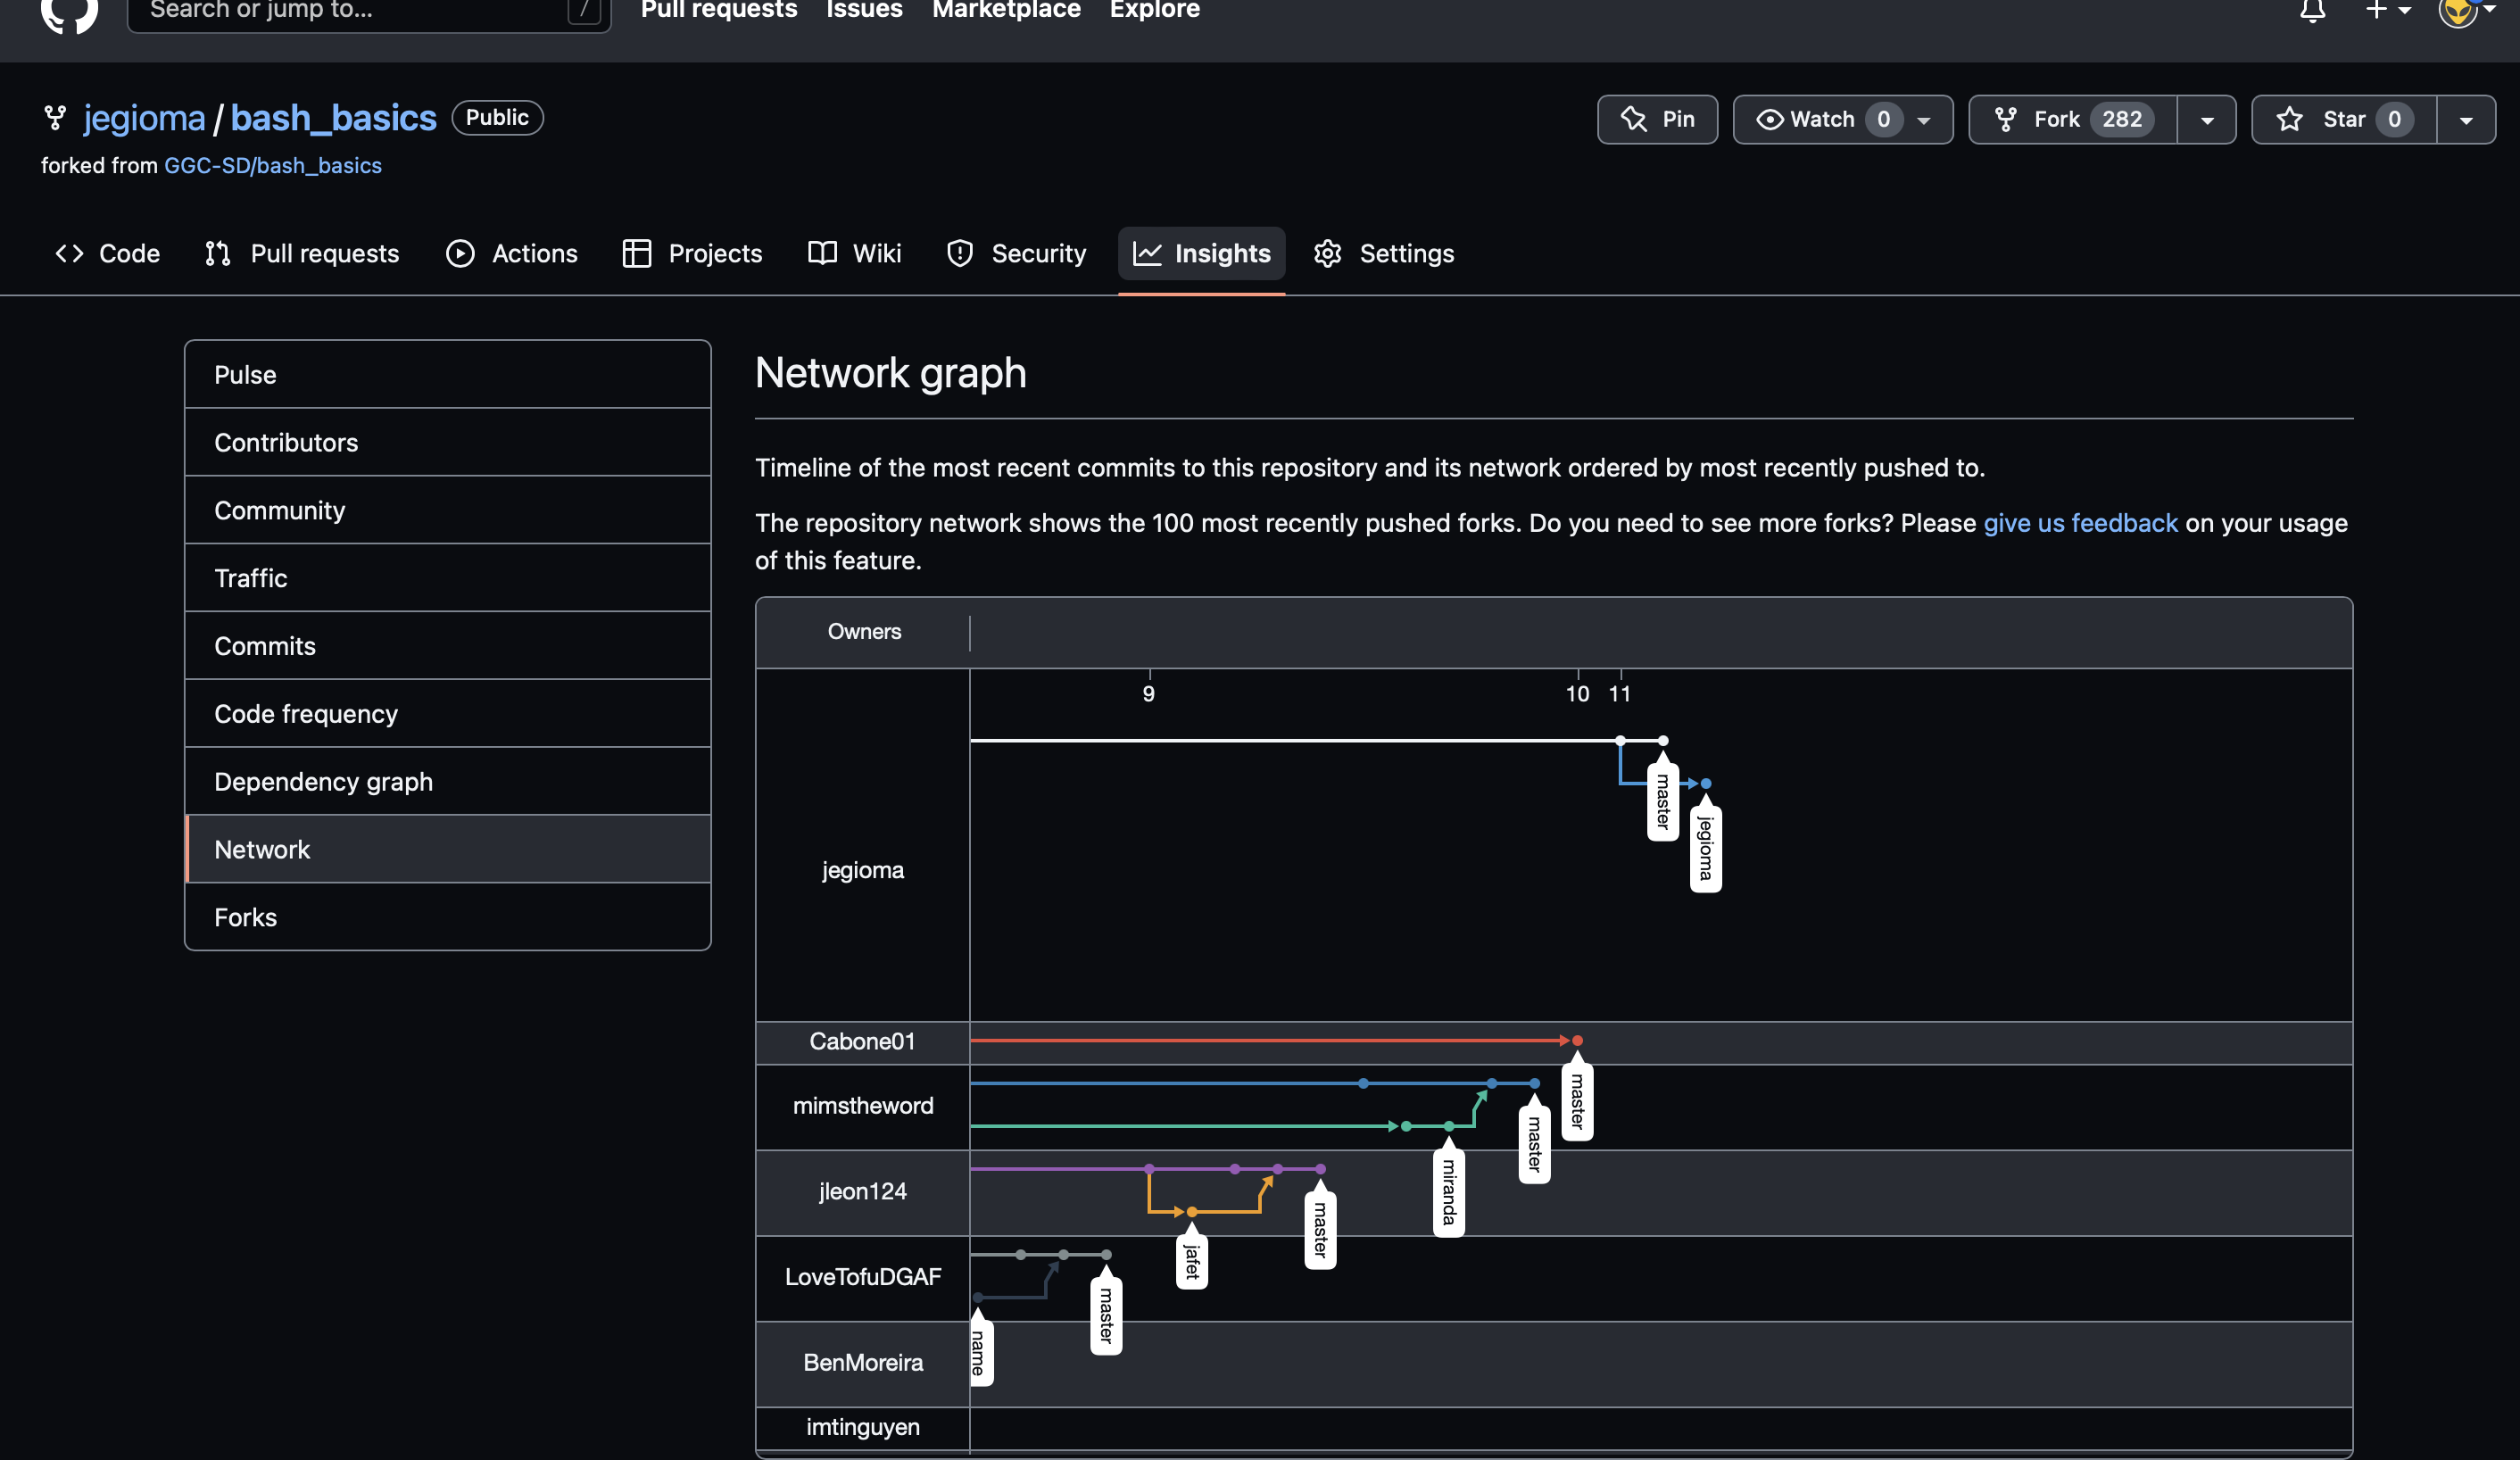 Search or jump to... /
Pull requests Issues Marketplace Explore
jegioma / bash_basics Public
Pin Watch 0 Fork 282 Star 0
forked from GGC-SD/bash_basics
Code Pull requests Actions Projects Wiki Security Insights Settings
Pulse
Contributors
Community
Traffic
Commits
Code frequency
Dependency graph
Network
Forks
Network graph
Timeline of the most recent commits to this repository and its network ordered by most recently pushed to.
The repository network shows the 100 most recently pushed forks. Do you need to see more forks? Please give us feedback on your usage
of this feature.
Owners
9 10 11
jegioma
master
jegioma
Cabone01
master
mimstheword
master
miranda
jleon124
master
jafet
LoveTofuDGAF
master
name
BenMoreira
imtinguyen